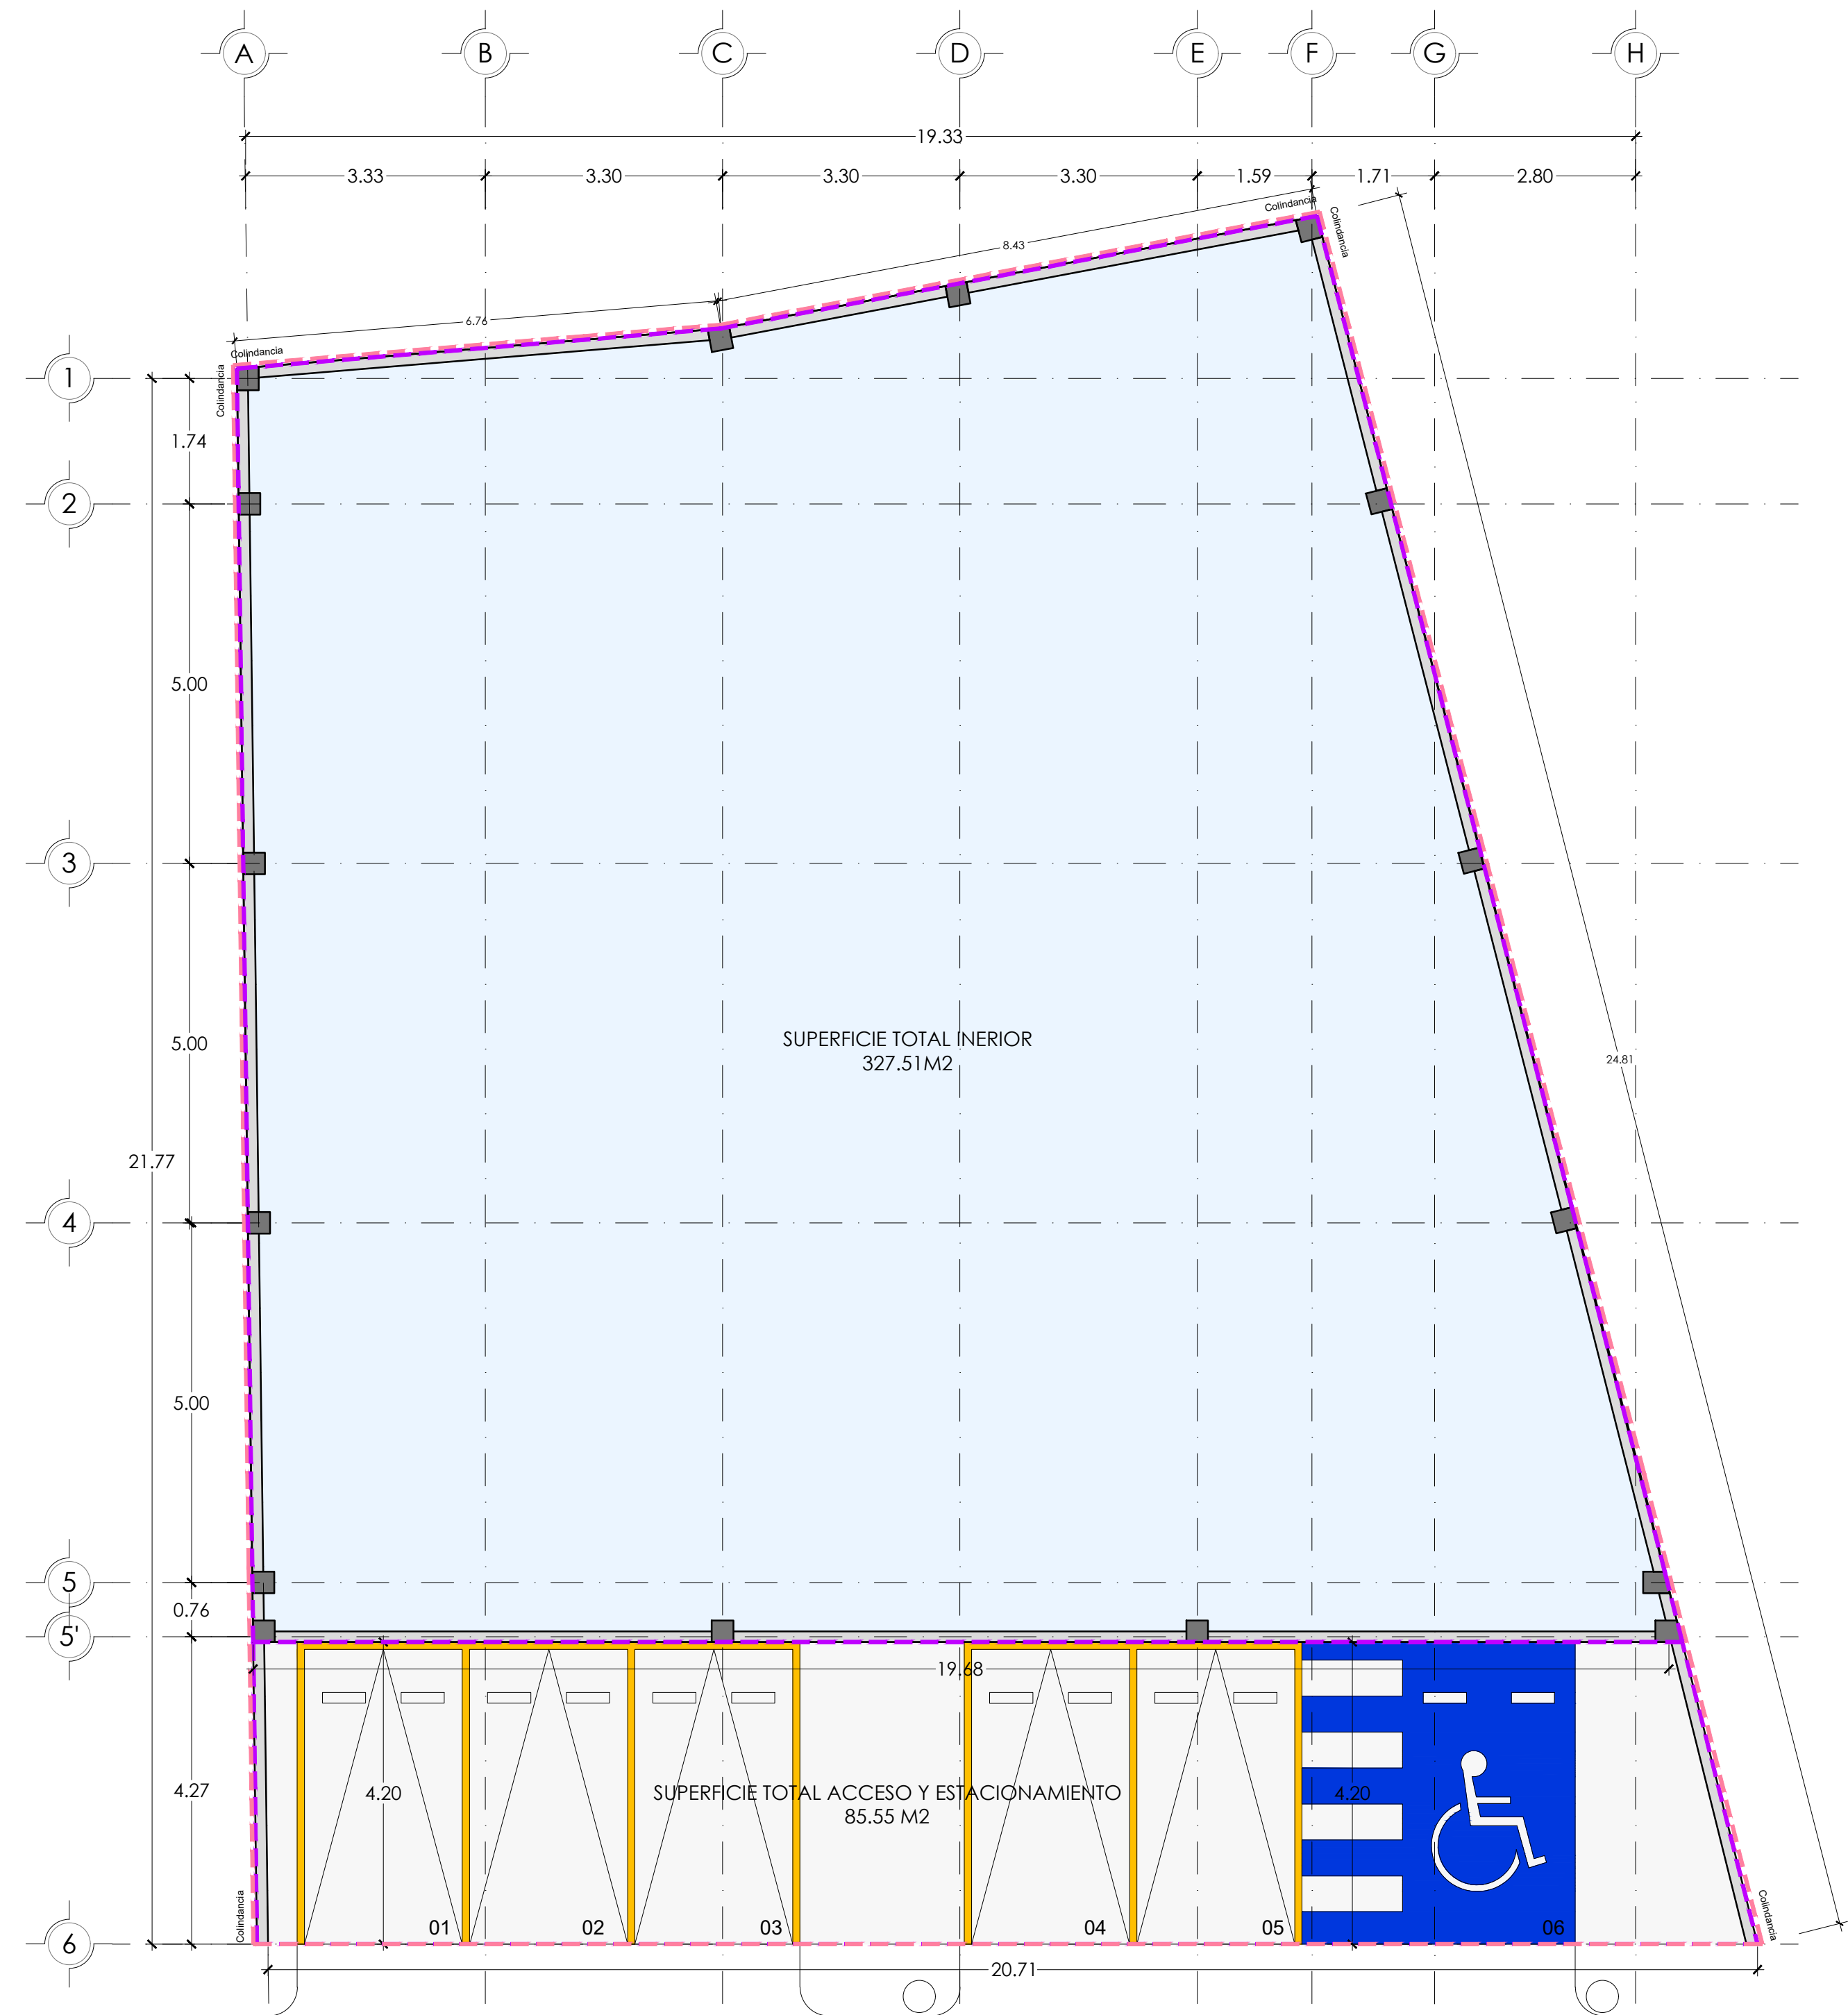 A B C D E F G H
19.33
3.33 3.30 3.30 3.30 1.59 1.71 2.80
Colindancia
Colindancia
8.43
6.76
Colindancia
Colindancia
1
1.74
2
5.00
3
5.00
SUPERFICIE TOTAL INERIOR
327.51M2
24.81
21.77
4
5.00
5
0.76
5'
19.68
4.27
4.20
SUPERFICIE TOTAL ACCESO Y ESTACIONAMIENTO
85.55 M2
4.20
Colindancia
Colindancia
01 02 03 04 05 06
6
20.71